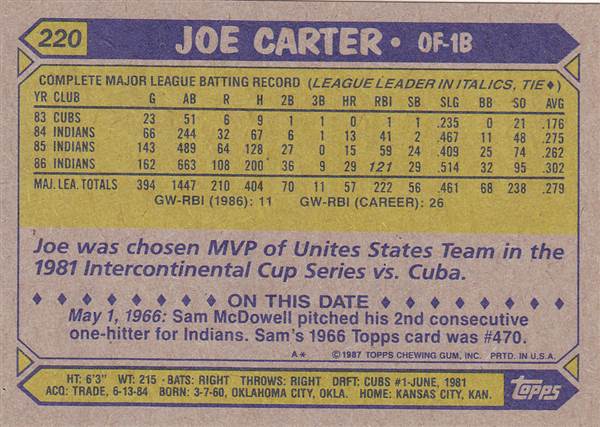 220 JOE CARTER • OF-1B
COMPLETE MAJOR LEAGUE BATTING RECORD (LEAGUE LEADER IN ITALICS, TIE♦)
YR CLUB G AB R H 2B 3B HR RBI SB SLG BB SO AVG
83 CUBS 23 51 6 9 1 1 0 1 1 .235 0 21 .176
84 INDIANS 66 244 32 67 6 1 13 41 2 .467 11 48 .275
85 INDIANS 143 489 64 128 27 0 15 59 24 .409 25 74 .262
86 INDIANS 162 663 108 200 36 9 29 121 29 .514 32 95 .302
MAJ. LEA. TOTALS 394 1447 210 404 70 11 57 222 56 .461 68 238 .279
GW-RBI (1986): 11 GW-RBI (CAREER): 26
Joe was chosen MVP of Unites States Team in the
1981 Intercontinental Cup Series vs. Cuba.
♦ ♦ ♦ ♦ ♦ ♦ ♦ ON THIS DATE ♦ ♦ ♦ ♦ ♦ ♦ ♦
May 1, 1966: Sam McDowell pitched his 2nd consecutive
one-hitter for Indians. Sam's 1966 Topps card was #470.
A* ©1987 TOPPS CHEWING GUM, INC. PRTD. IN U.S.A.
HT: 6'3" WT: 215 · BATS: RIGHT THROWS: RIGHT DRFT: CUBS #1-JUNE, 1981
ACQ: TRADE, 6-13-84 BORN: 3-7-60, OKLAHOMA CITY, OKLA. HOME: KANSAS CITY, KAN.
topps